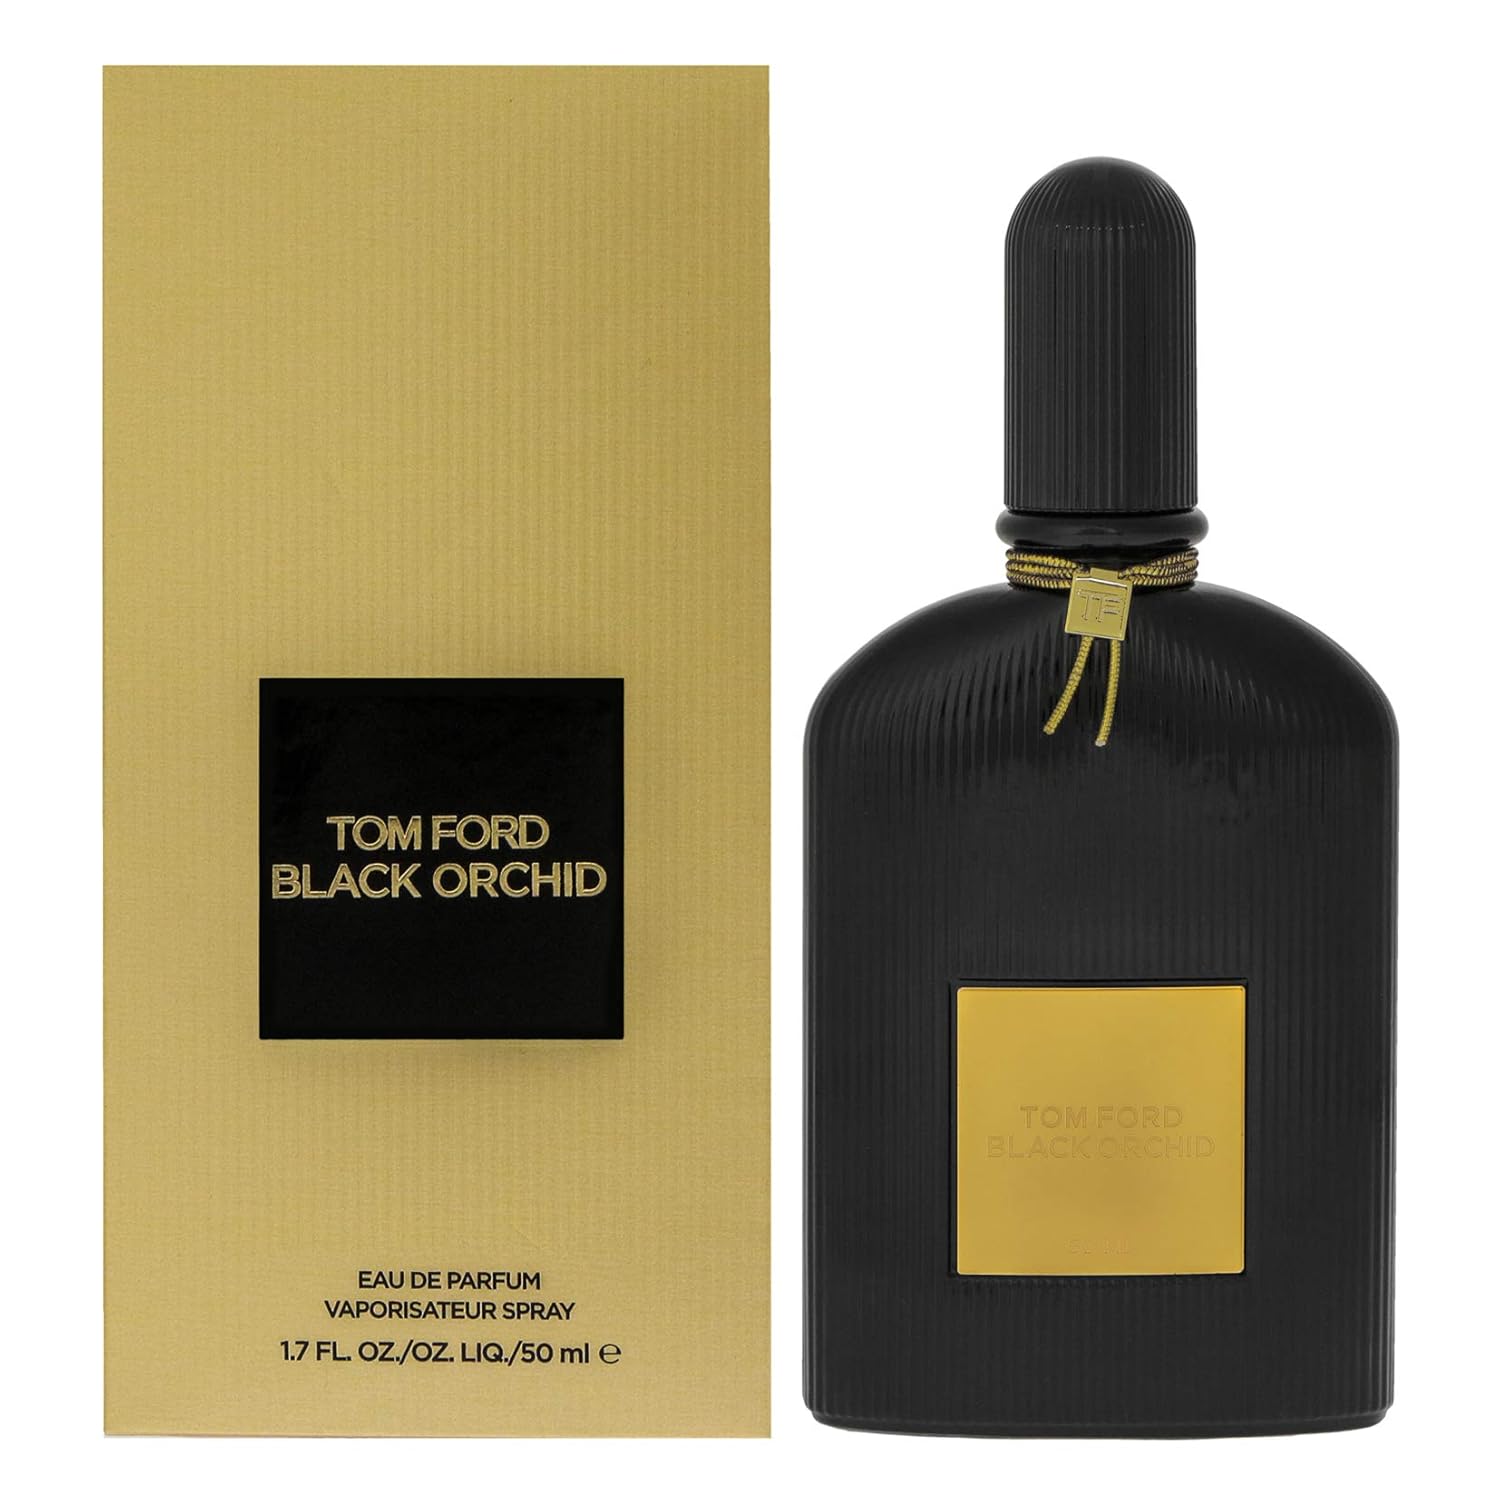 TOM FORD
BLACK ORCHID
EAU DE PARFUM
VAPORISATEUR SPRAY
1.7 FL. OZ./OZ. LIQ./50 ml ℮
TF
TOM FORD
BLACK ORCHID